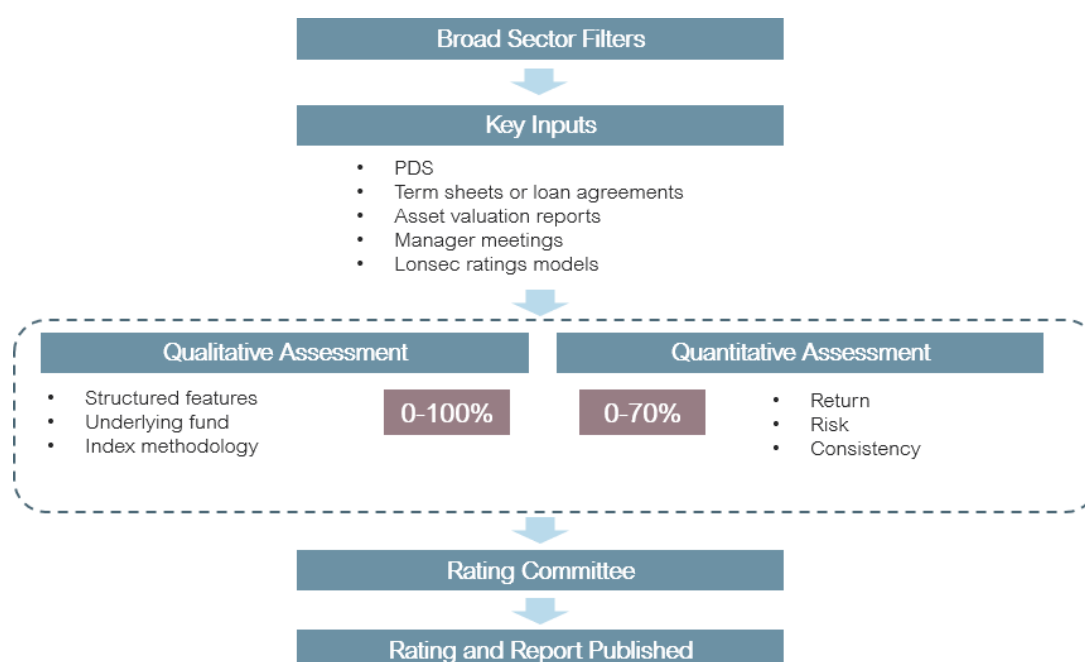 Broad Sector Filters
Key Inputs
• PDS
• Term sheets or loan agreements
• Asset valuation reports
• Manager meetings
• Lonsec ratings models
Qualitative Assessment
• Structured features
• Underlying fund
• Index methodology
0-100%
Quantitative Assessment
0-70%
• Return
• Risk
• Consistency
Rating Committee
Rating and Report Published